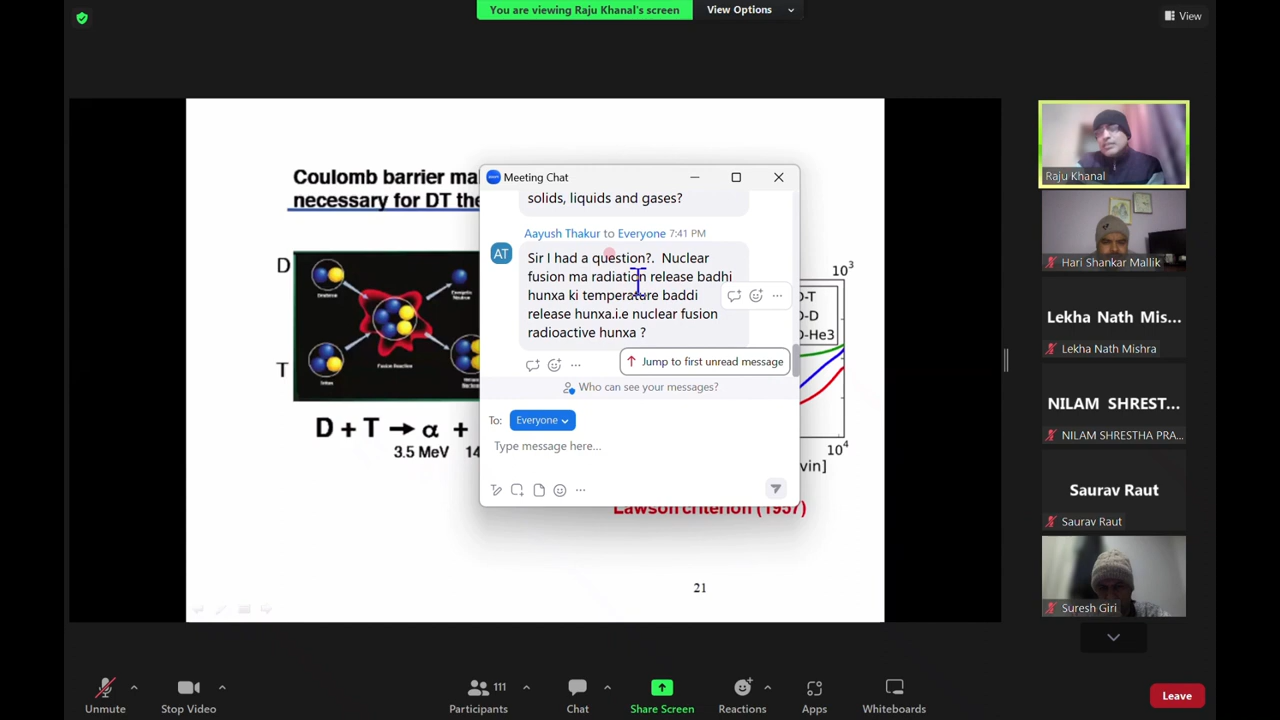 You are viewing Raju Khanal's screen
View Options
View
Coulomb barrier ma
necessary for DT the
D
T
D + T → α +
3.5 MeV 14
Meeting Chat
solids, liquids and gases?
Aayush Thakur to Everyone 7:41 PM
AT
Sir I had a question?. Nuclear
fusion ma radiation release badhi
hunxa ki temperature baddi
release hunxa.i.e nuclear fusion
radioactive hunxa ?
Jump to first unread message
Who can see your messages?
To: Everyone
Type message here...
10³
D-T
D-D
D-He3
10⁴
vin]
Lawson criterion (1957)
21
Raju Khanal
Hari Shankar Mallik
Lekha Nath Mis...
Lekha Nath Mishra
NILAM SHREST...
NILAM SHRESTHA PRA...
Saurav Raut
Saurav Raut
Suresh Giri
Unmute
Stop Video
111
Participants
Chat
Share Screen
Reactions
Apps
Whiteboards
Leave